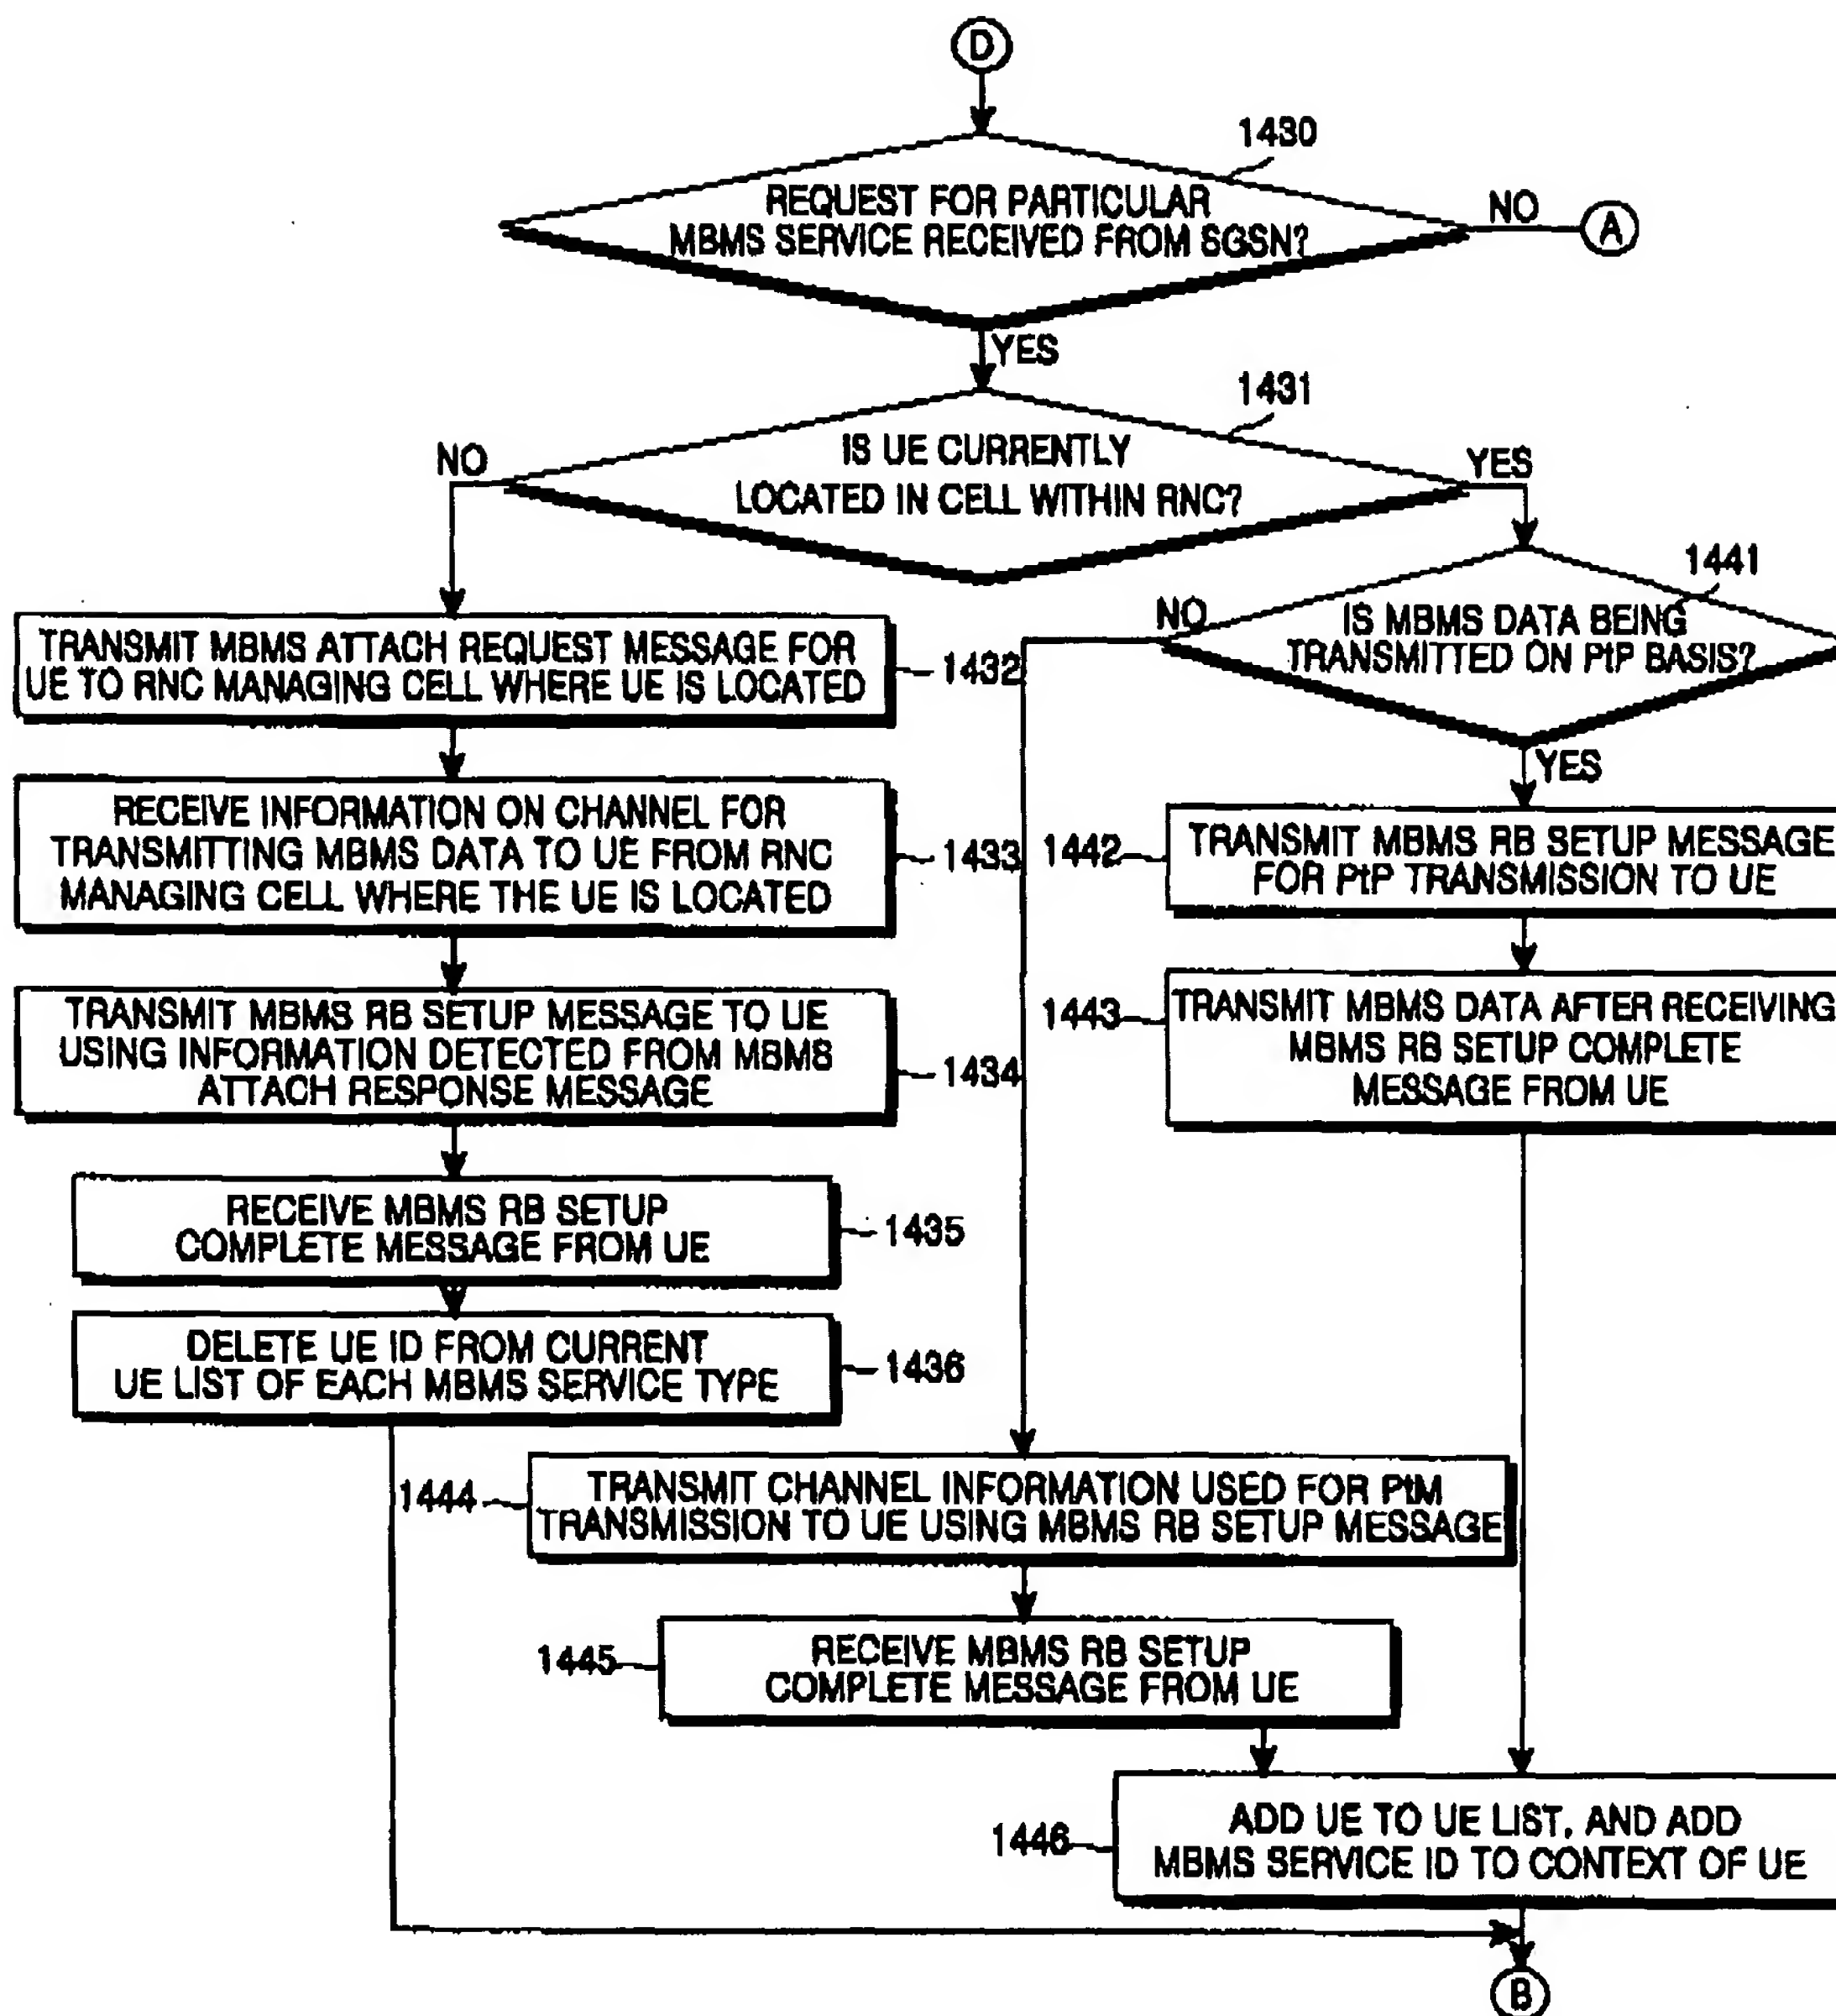 D
1430
REQUEST FOR PARTICULAR
MBMS SERVICE RECEIVED FROM SGSN?
NO
A
YES
1431
IS UE CURRENTLY
LOCATED IN CELL WITHIN RNC?
NO
YES
1441
IS MBMS DATA BEING
TRANSMITTED ON PtP BASIS?
NO
YES
TRANSMIT MBMS ATTACH REQUEST MESSAGE FOR
UE TO RNC MANAGING CELL WHERE UE IS LOCATED
1432
RECEIVE INFORMATION ON CHANNEL FOR
TRANSMITTING MBMS DATA TO UE FROM RNC
MANAGING CELL WHERE THE UE IS LOCATED
1433
1442
TRANSMIT MBMS RB SETUP MESSAGE
FOR PtP TRANSMISSION TO UE
TRANSMIT MBMS RB SETUP MESSAGE TO UE
USING INFORMATION DETECTED FROM MBMS
ATTACH RESPONSE MESSAGE
1434
1443
TRANSMIT MBMS DATA AFTER RECEIVING
MBMS RB SETUP COMPLETE
MESSAGE FROM UE
RECEIVE MBMS RB SETUP
COMPLETE MESSAGE FROM UE
1435
DELETE UE ID FROM CURRENT
UE LIST OF EACH MBMS SERVICE TYPE
1436
1444
TRANSMIT CHANNEL INFORMATION USED FOR PtM
TRANSMISSION TO UE USING MBMS RB SETUP MESSAGE
1445
RECEIVE MBMS RB SETUP
COMPLETE MESSAGE FROM UE
1446
ADD UE TO UE LIST, AND ADD
MBMS SERVICE ID TO CONTEXT OF UE
B